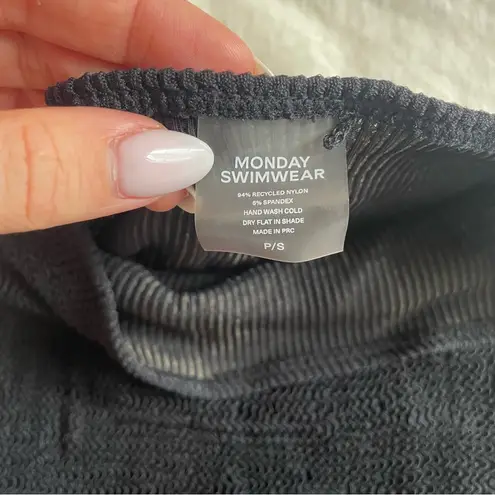 MONDAY
SWIMWEAR
94% RECYCLED NYLON
6% SPANDEX
HAND WASH COLD
DRY FLAT IN SHADE
MADE IN PRC
P/S